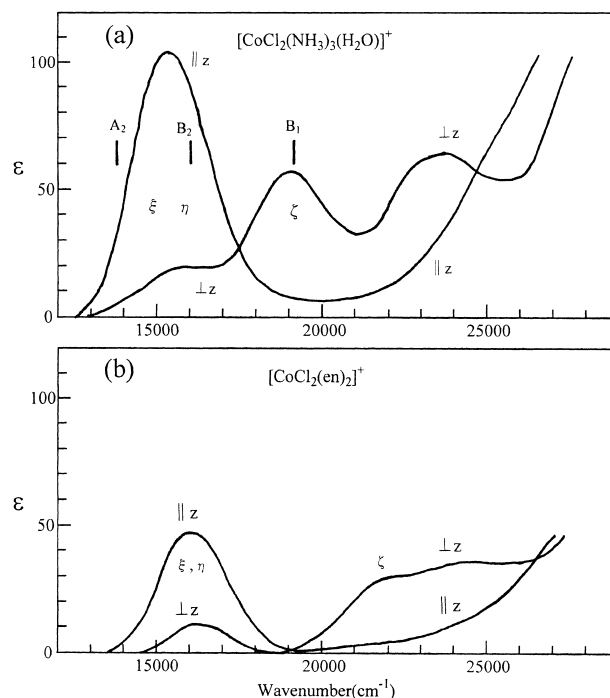 (a)
[CoCl₂(NH₃)₃(H₂O)]⁺
∥ z
100
A₂
B₂
B₁
⊥z
ε
50
ξ η
ζ
∥ z
⊥z
0
15000 20000 25000
(b)
[CoCl₂(en)₂]⁺
100
ε
∥ z
50
ξ , η
ζ
⊥z
⊥z
∥ z
0
15000 20000 25000
Wavenumber(cm⁻¹)